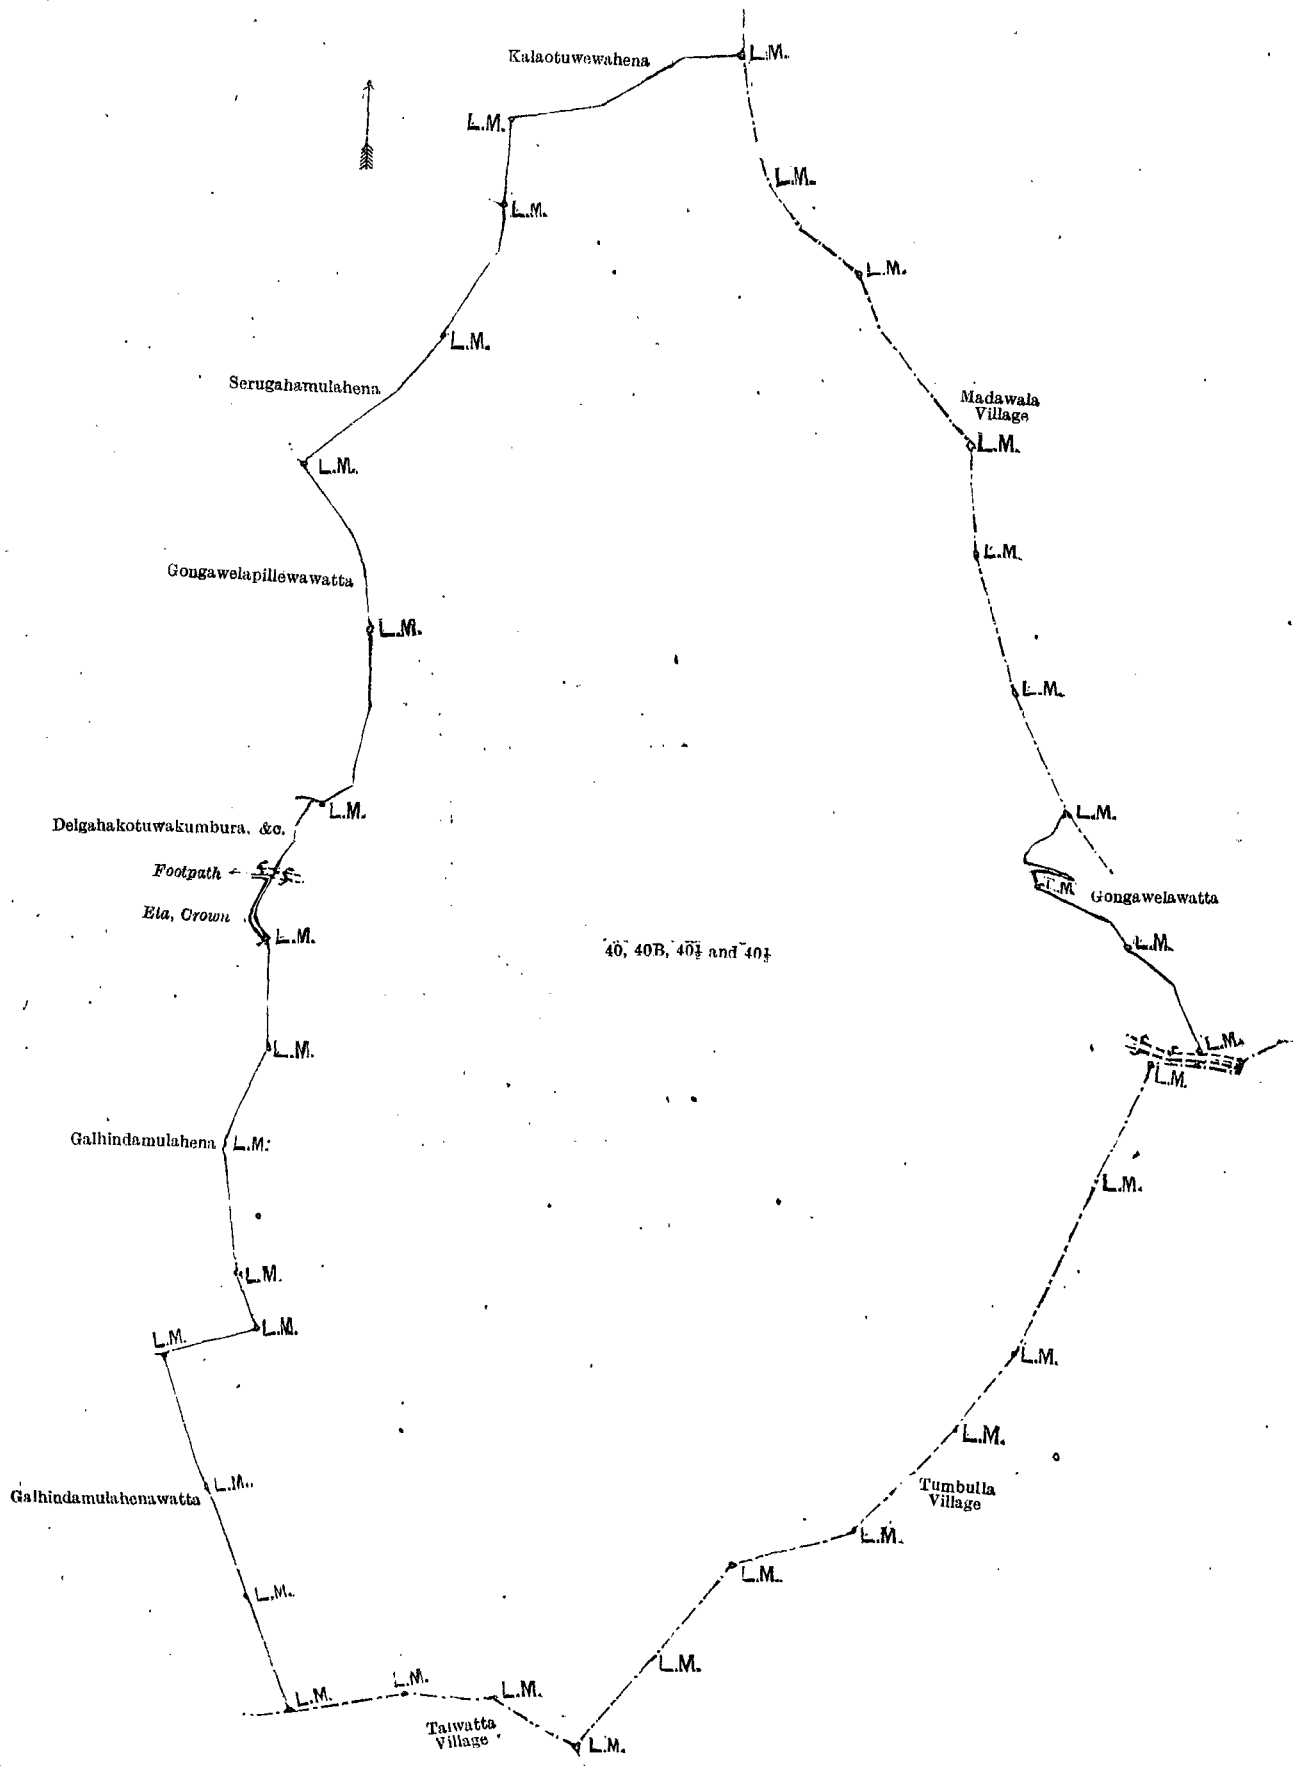 Kalaotuwewahena
L.M.
L.M.
L.M.
L.M.
L.M.
L.M.
Serugahamulahena
Madawala
Village
L.M.
L.M.
L.M.
Gongawelapillewawatta
L.M.
L.M.
L.M.
L.M.
Delgahakotuwakumbura, &c.
Footpath
L.M.
Gongawelawatta
Ela, Crown
L.M.
L.M.
40, 40B, 40½ and 40⅓
L.M.
L.M.
L.M.
Galhindamulahena
L.M.
L.M.
L.M.
L.M.
L.M.
L.M.
L.M.
L.M.
Galhindamulahenawatta
Tumbulla
Village
L.M.
L.M.
L.M.
L.M.
L.M.
L.M.
L.M.
Talwatta
Village
L.M.